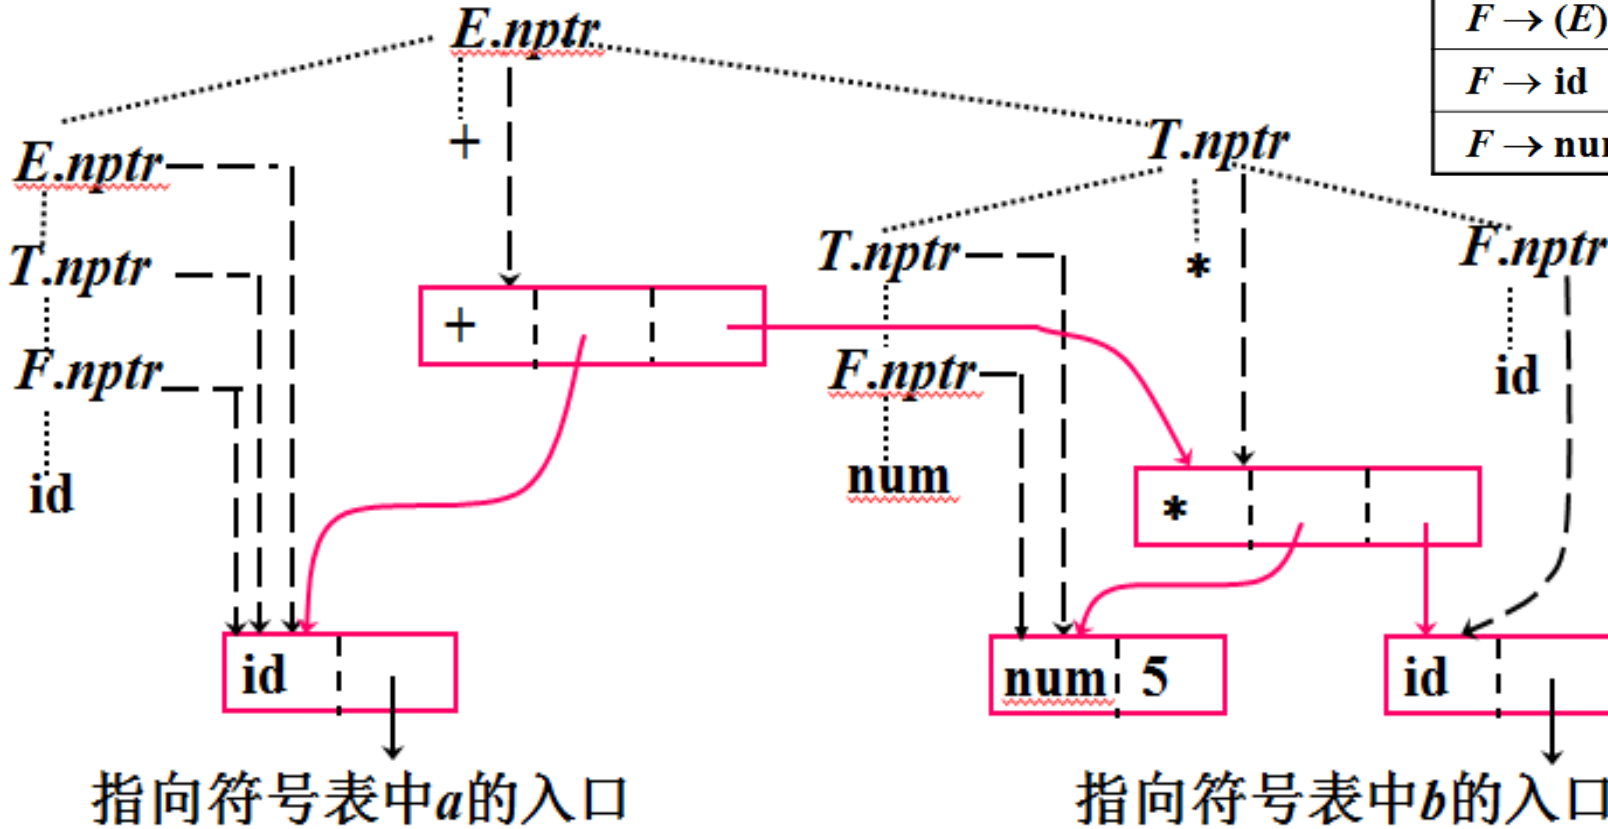 E.nptr
F → (E)
F → id
+
T.nptr
E.nptr
F → num
T.nptr
T.nptr
*
F.nptr
+
F.nptr
F.nptr
id
id
num
*
id
num 5
id
指向符号表中a的入口
指向符号表中b的入口